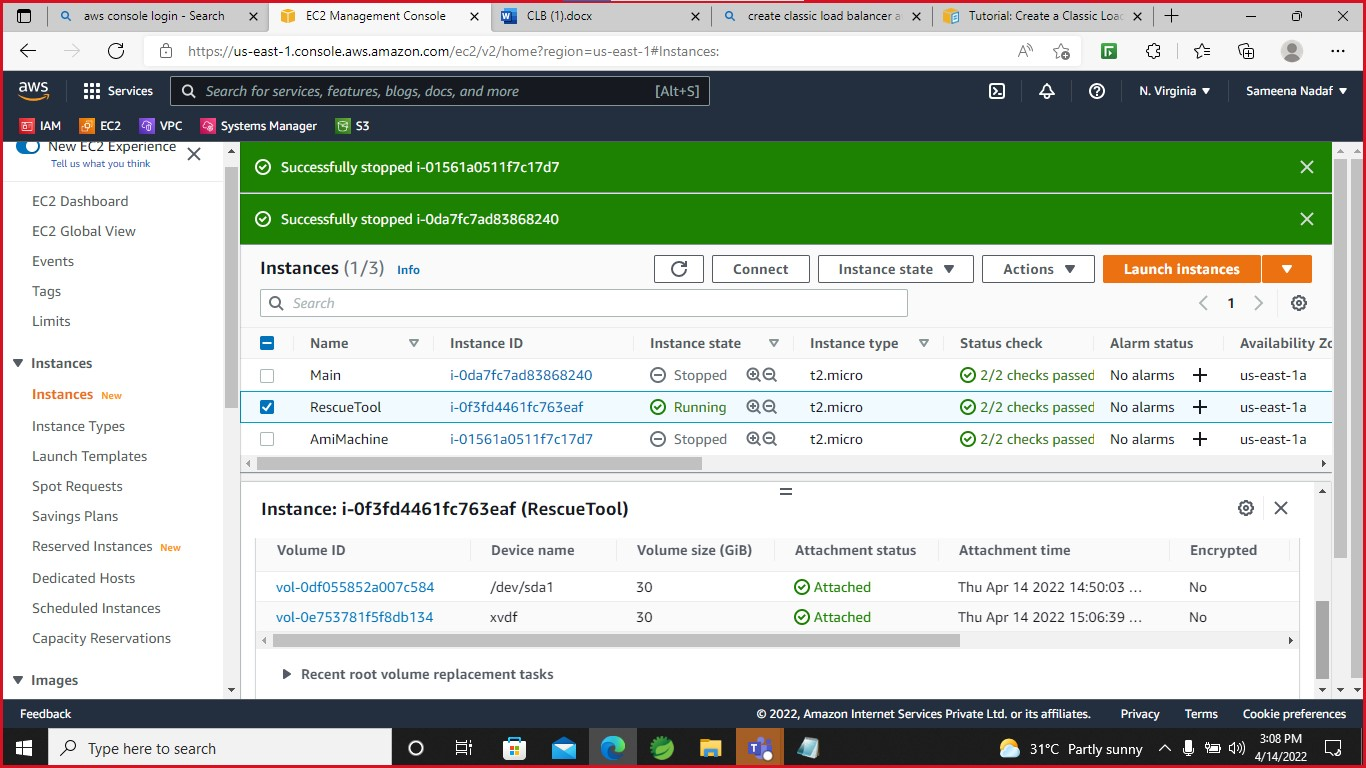 aws console login - Search
EC2 Management Console
CLB (1).docx
create classic load balancer a
Tutorial: Create a Classic Loa
https://us-east-1.console.aws.amazon.com/ec2/v2/home?region=us-east-1#Instances:
aws
Services
Search for services, features, blogs, docs, and more
[Alt+S]
N. Virginia
Sameena Nadaf
IAM
EC2
VPC
Systems Manager
S3
New EC2 Experience
Tell us what you think
EC2 Dashboard
EC2 Global View
Events
Tags
Limits
Instances
Instances New
Instance Types
Launch Templates
Spot Requests
Savings Plans
Reserved Instances New
Dedicated Hosts
Scheduled Instances
Capacity Reservations
Images
Successfully stopped i-01561a0511f7c17d7
Successfully stopped i-0da7fc7ad83868240
Instances (1/3) Info
Connect
Instance state
Actions
Launch instances
Search
1
Name Instance ID Instance state Instance type Status check Alarm status Availability Zo
Main i-0da7fc7ad83868240 Stopped t2.micro 2/2 checks passed No alarms us-east-1a
RescueTool i-0f3fd4461fc763eaf Running t2.micro 2/2 checks passed No alarms us-east-1a
AmiMachine i-01561a0511f7c17d7 Stopped t2.micro 2/2 checks passed No alarms us-east-1a
Instance: i-0f3fd4461fc763eaf (RescueTool)
Volume ID Device name Volume size (GiB) Attachment status Attachment time Encrypted
vol-0df055852a007c584 /dev/sda1 30 Attached Thu Apr 14 2022 14:50:03 ... No
vol-0e753781f5f8db134 xvdf 30 Attached Thu Apr 14 2022 15:06:39 ... No
Recent root volume replacement tasks
Feedback
© 2022, Amazon Internet Services Private Ltd. or its affiliates.
Privacy
Terms
Cookie preferences
Type here to search
31°C Partly sunny
3:08 PM
4/14/2022